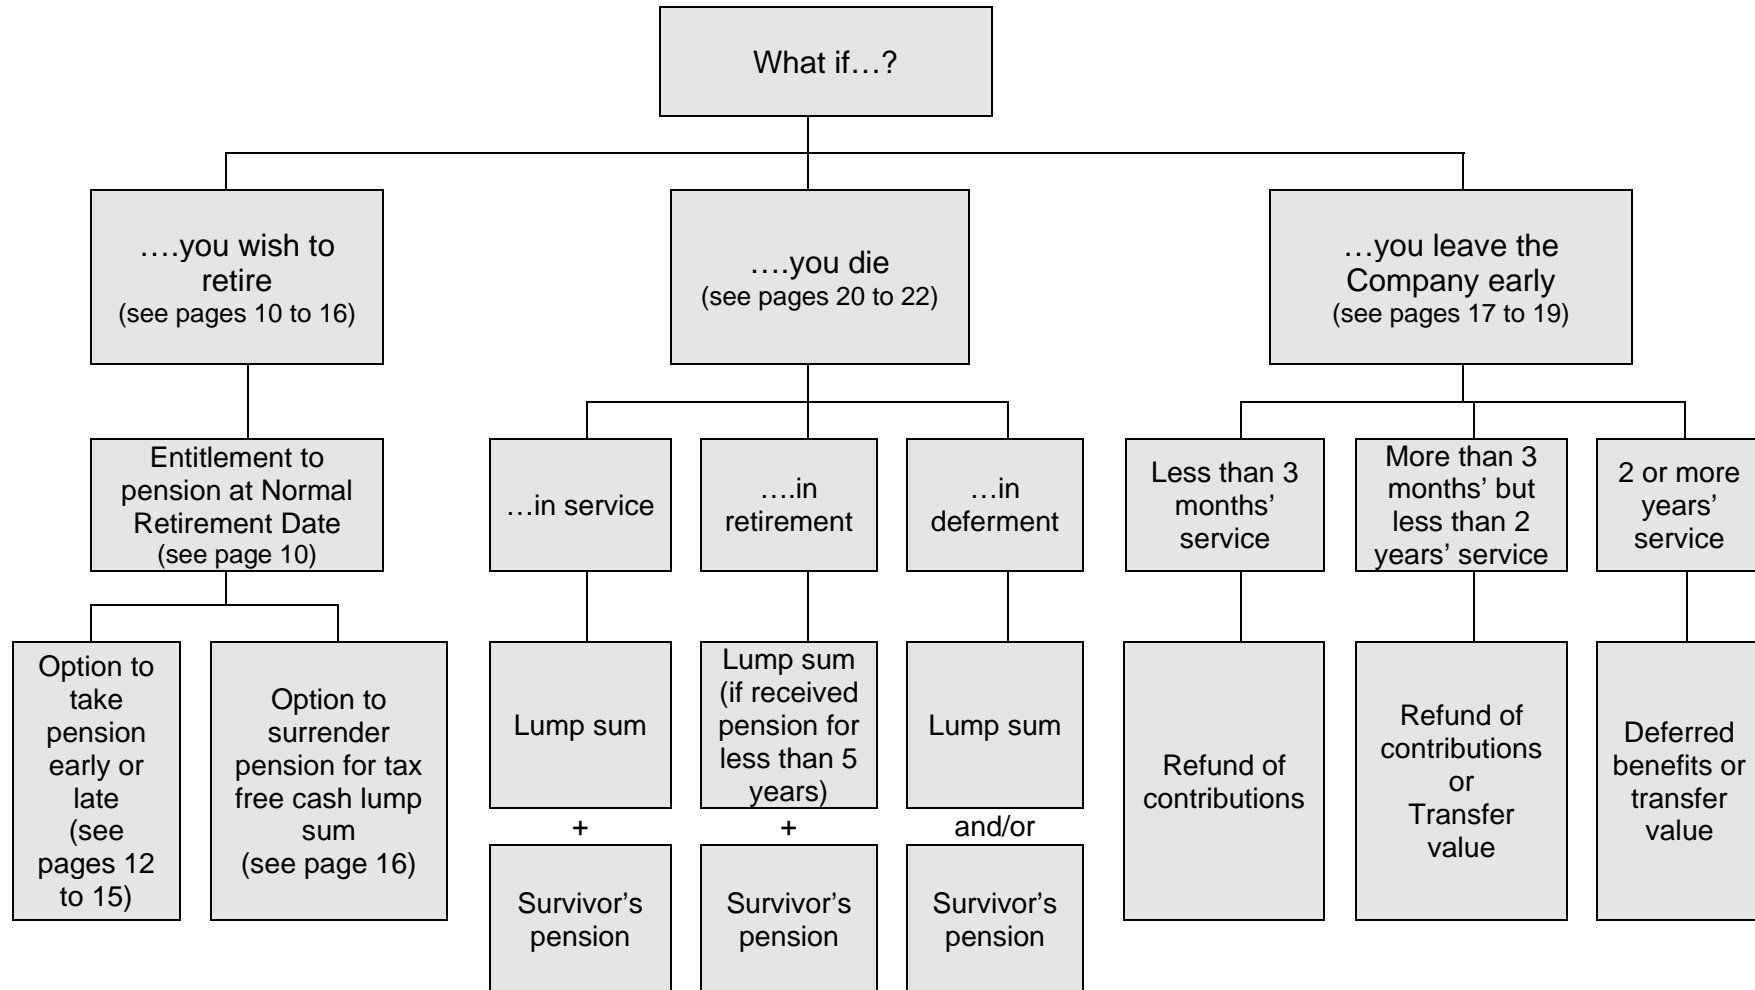 What if…?
….you wish to
retire
(see pages 10 to 16)
….you die
(see pages 20 to 22)
…you leave the
Company early
(see pages 17 to 19)
Entitlement to
pension at Normal
Retirement Date
(see page 10)
…in service
….in
retirement
…in
deferment
Less than 3
months’
service
More than 3
months’ but
less than 2
years’ service
2 or more
years’
service
Option to
take
pension
early or
late
(see
pages 12
to 15)
Option to
surrender
pension for tax
free cash lump
sum
(see page 16)
Lump sum
+
Survivor’s
pension
Lump sum
(if received
pension for
less than 5
years)
+
Survivor’s
pension
Lump sum
and/or
Survivor’s
pension
Refund of
contributions
Refund of
contributions
or
Transfer
value
Deferred
benefits or
transfer
value